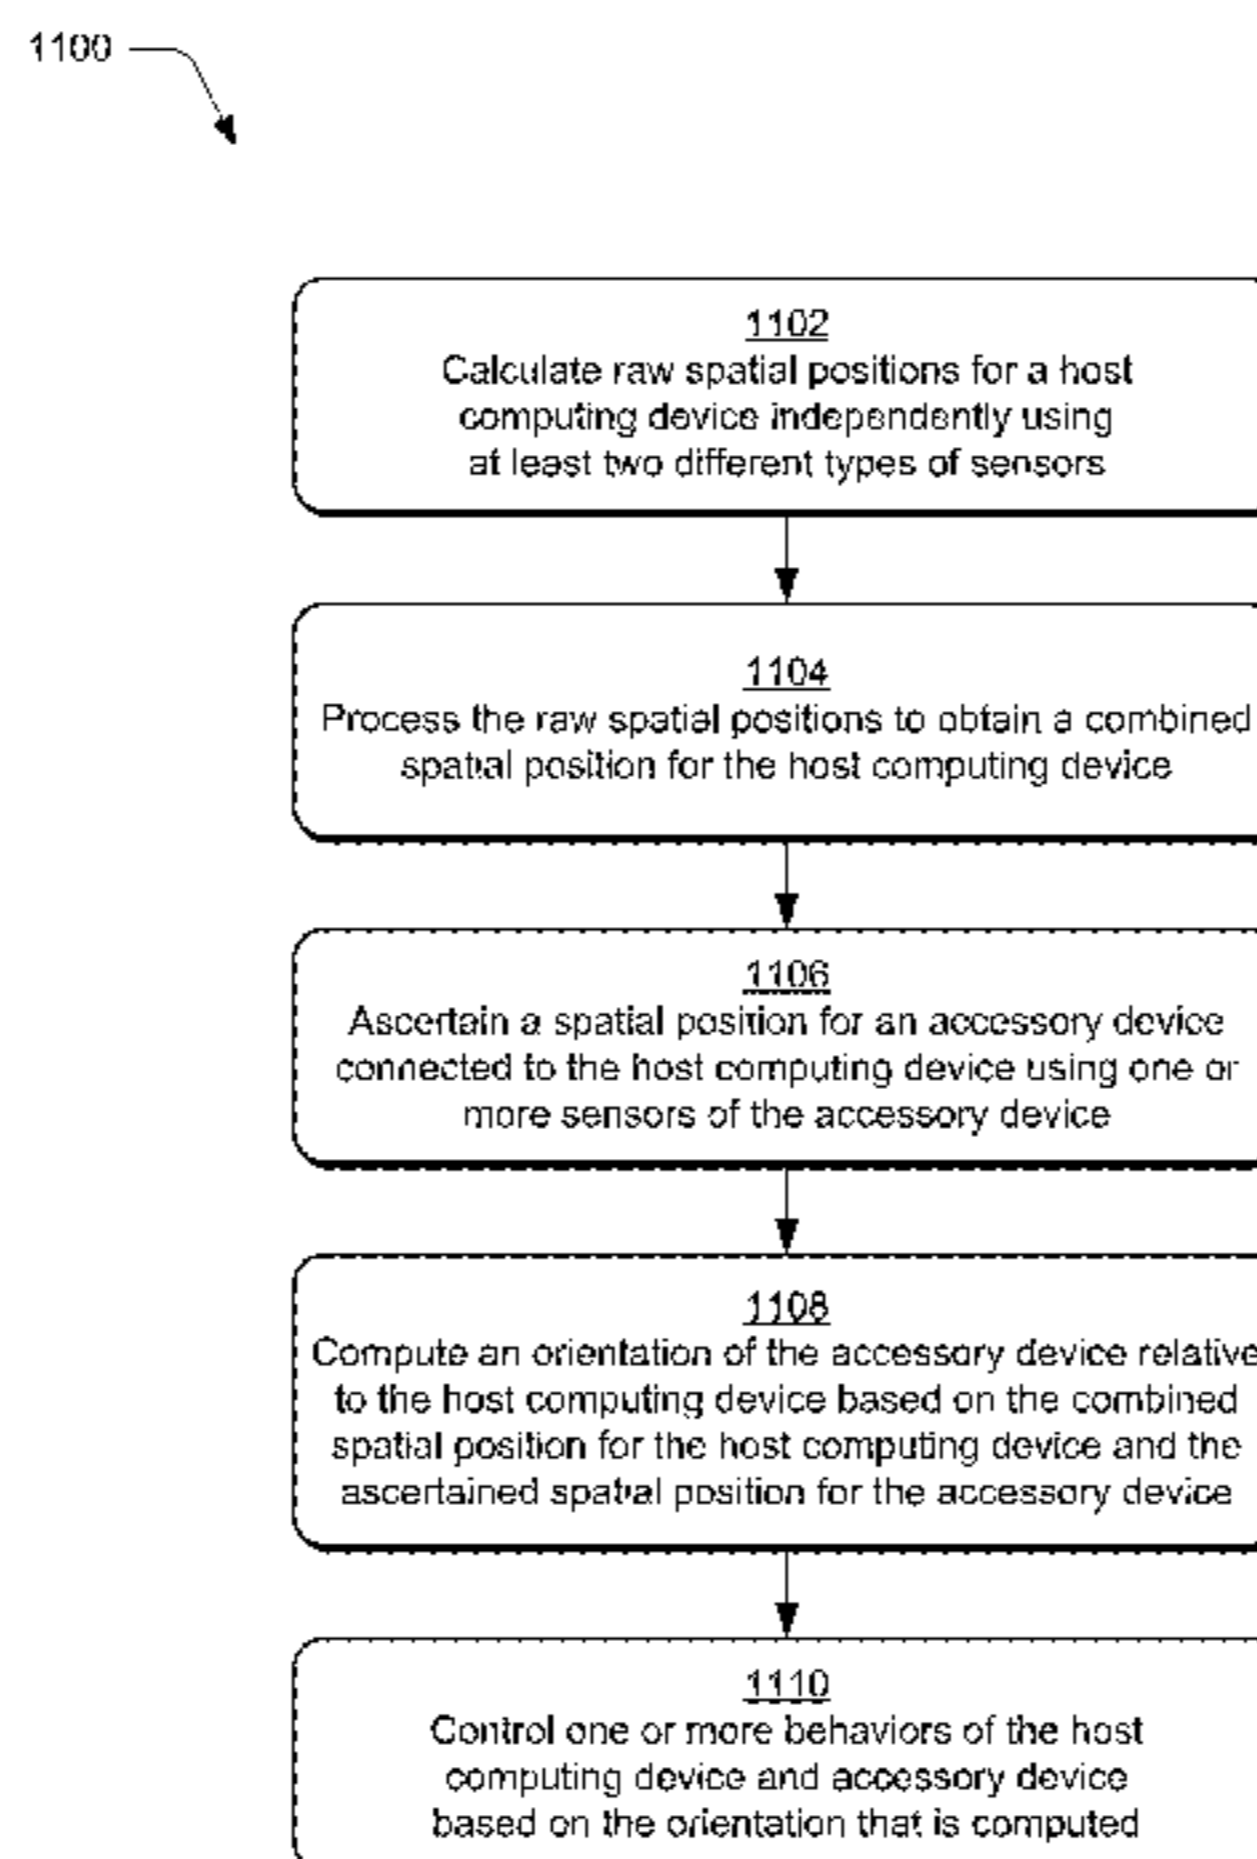 1100
1102
Calculate raw spatial positions for a host
computing device independently using
at least two different types of sensors
1104
Process the raw spatial positions to obtain a combined
spatial position for the host computing device
1106
Ascertain a spatial position for an accessory device
connected to the host computing device using one or
more sensors of the accessory device
1108
Compute an orientation of the accessory device relative
to the host computing device based on the combined
spatial position for the host computing device and the
ascertained spatial position for the accessory device
1110
Control one or more behaviors of the host
computing device and accessory device
based on the orientation that is computed